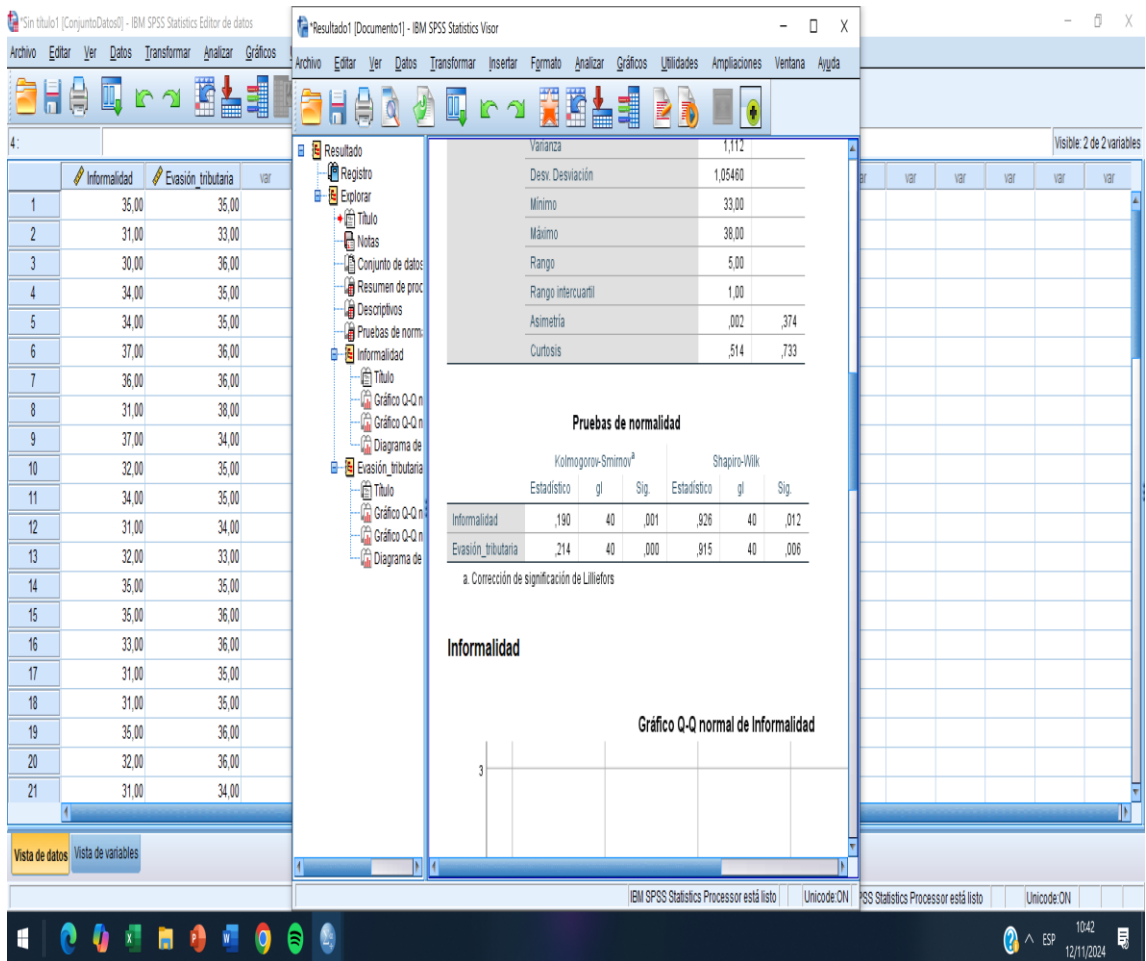 *Sin título1 [ConjuntoDatos0] - IBM SPSS Statistics Editor de datos
Archivo Editar Ver Datos Transformar Analizar Gráficos
4 :
Visible: 2 de 2 variables
Informalidad Evasión_tributaria var var var var var var
1 35,00 35,00
2 31,00 33,00
3 30,00 36,00
4 34,00 35,00
5 34,00 35,00
6 37,00 36,00
7 36,00 36,00
8 31,00 38,00
9 37,00 34,00
10 32,00 35,00
11 34,00 35,00
12 31,00 34,00
13 32,00 33,00
14 35,00 35,00
15 35,00 36,00
16 33,00 36,00
17 31,00 35,00
18 31,00 35,00
19 35,00 36,00
20 32,00 36,00
21 31,00 34,00
Vista de datos Vista de variables
*Resultado1 [Documento1] - IBM SPSS Statistics Visor
Archivo Editar Ver Datos Transformar Insertar Formato Analizar Gráficos Utilidades Ampliaciones Ventana Ayuda
Resultado
Registro
Explorar
Título
Notas
Conjunto de datos
Resumen de proc
Descriptivos
Pruebas de norm
Informalidad
Título
Gráfico Q-Q n
Gráfico Q-Q n
Diagrama de
Evasión_tributaria
Título
Gráfico Q-Q n
Gráfico Q-Q n
Diagrama de
Varianza 1,112
Desv. Desviación 1,05460
Mínimo 33,00
Máximo 38,00
Rango 5,00
Rango intercuartil 1,00
Asimetría ,002 ,374
Curtosis ,514 ,733
Pruebas de normalidad
Kolmogorov-Smirnov a Shapiro-Wilk
Estadístico gl Sig. Estadístico gl Sig.
Informalidad ,190 40 ,001 ,926 40 ,012
Evasión_tributaria ,214 40 ,000 ,915 40 ,006
a. Corrección de significación de Lilliefors
Informalidad
Gráfico Q-Q normal de Informalidad
3
IBM SPSS Statistics Processor está listo Unicode:ON
SPSS Statistics Processor está listo Unicode:ON
ESP 10:42
12/11/2024